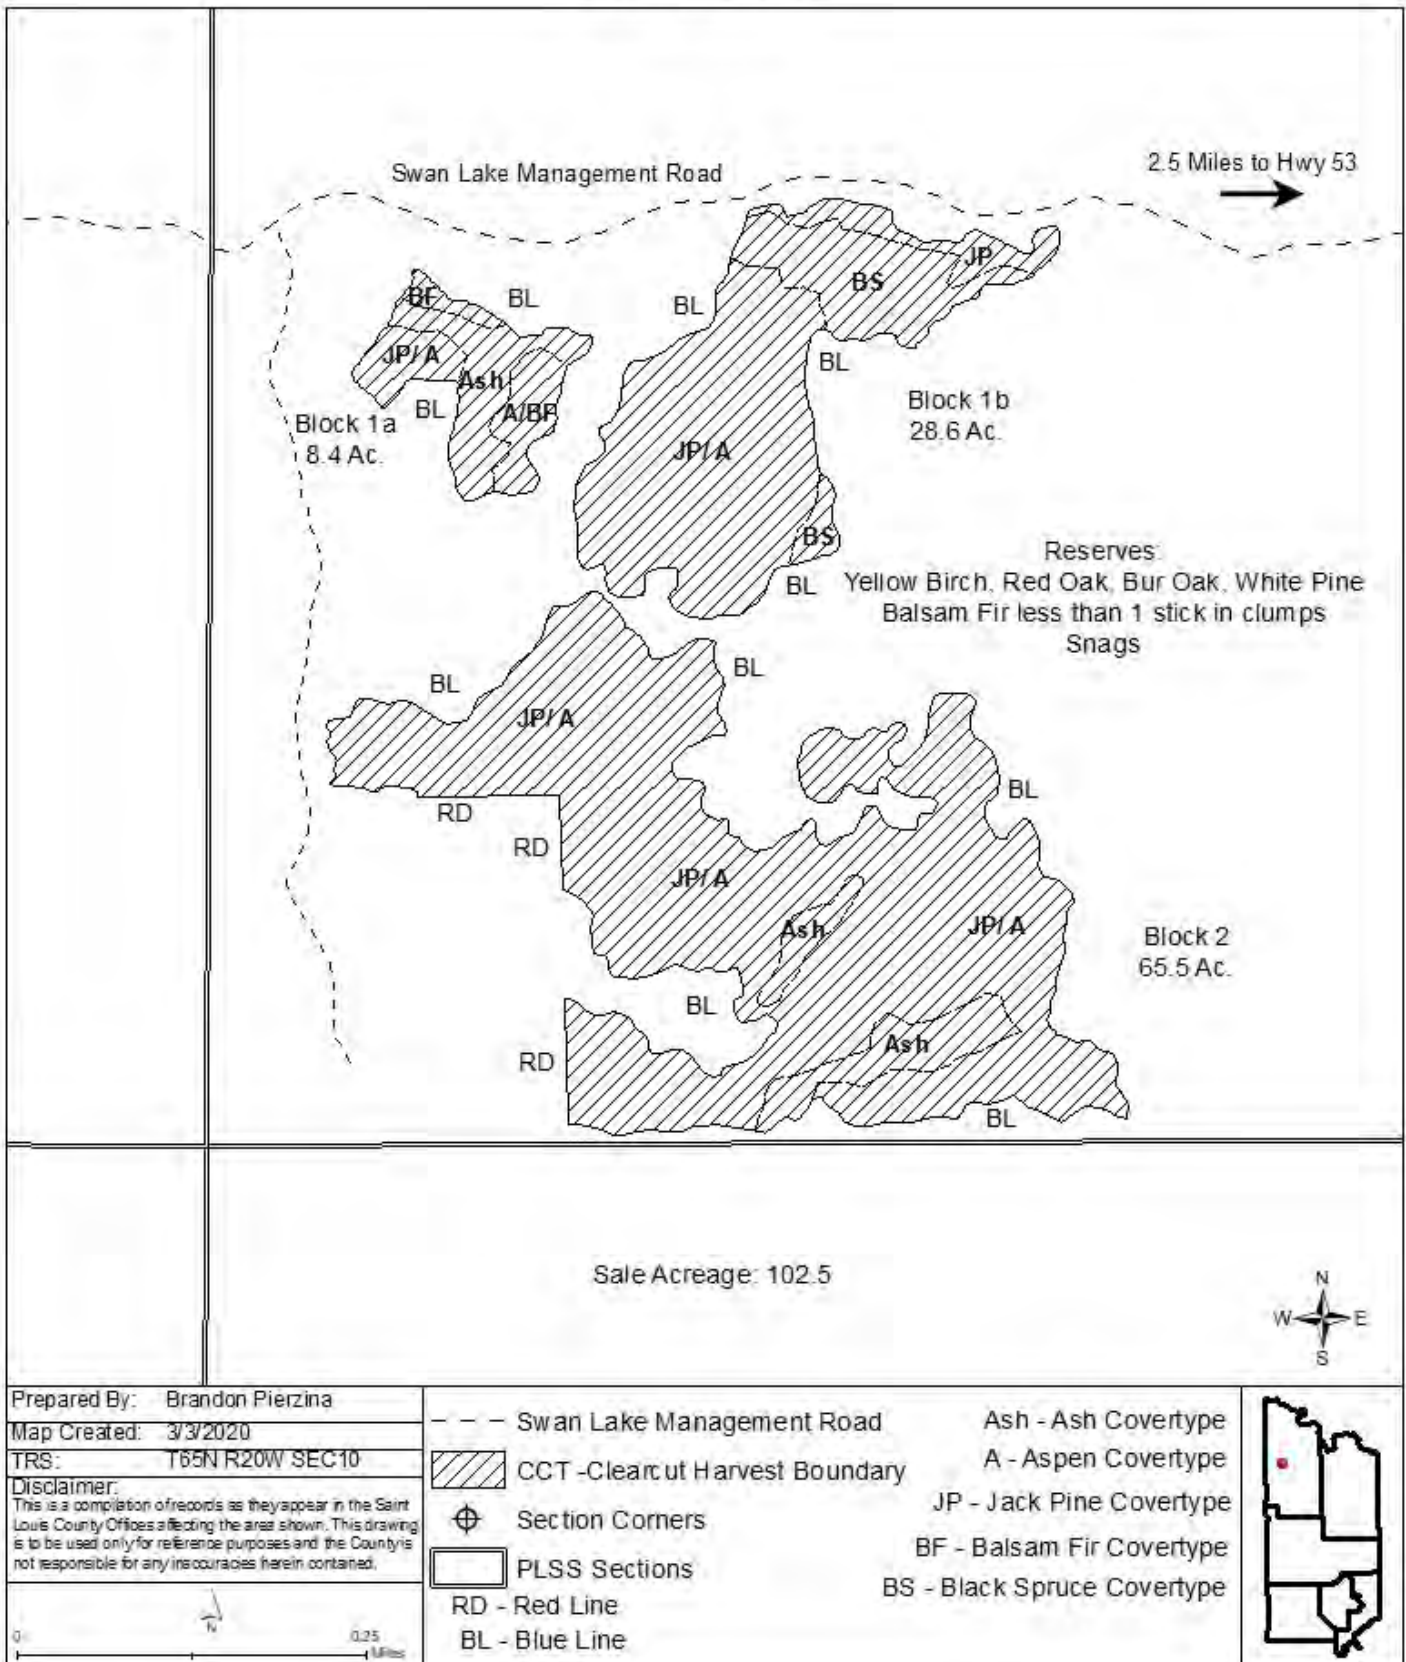 2.5 Miles to Hwy 53
Swan Lake Management Road
JP
BS
BF
BL
BL
JP/ A
BL
Ash
Block 1b
28.6 Ac.
BL
A/BF
Block 1a
8.4 Ac.
JP/ A
BS
Reserves:
Yellow Birch, Red Oak, Bur Oak, White Pine
Balsam Fir less than 1 stick in clumps
Snags
BL
BL
BL
JP/ A
BL
RD
RD
JP/ A
Ash
JP/ A
Block 2
65.5 Ac.
BL
Ash
RD
BL
Sale Acreage: 102.5
N
W
E
S
Prepared By: Brandon Pierzina
Map Created: 3/3/2020
TRS: T65N R20W SEC10
Disclaimer:
This is a compilation of records as they appear in the Saint
Louis County Offices affecting the area shown. This drawing
is to be used only for reference purposes and the County is
not responsible for any inaccuracies herein contained.
N
0 0.25
Miles
Swan Lake Management Road
CCT -Clearcut Harvest Boundary
Section Corners
PLSS Sections
RD - Red Line
BL - Blue Line
Ash - Ash Covertype
A - Aspen Covertype
JP - Jack Pine Covertype
BF - Balsam Fir Covertype
BS - Black Spruce Covertype